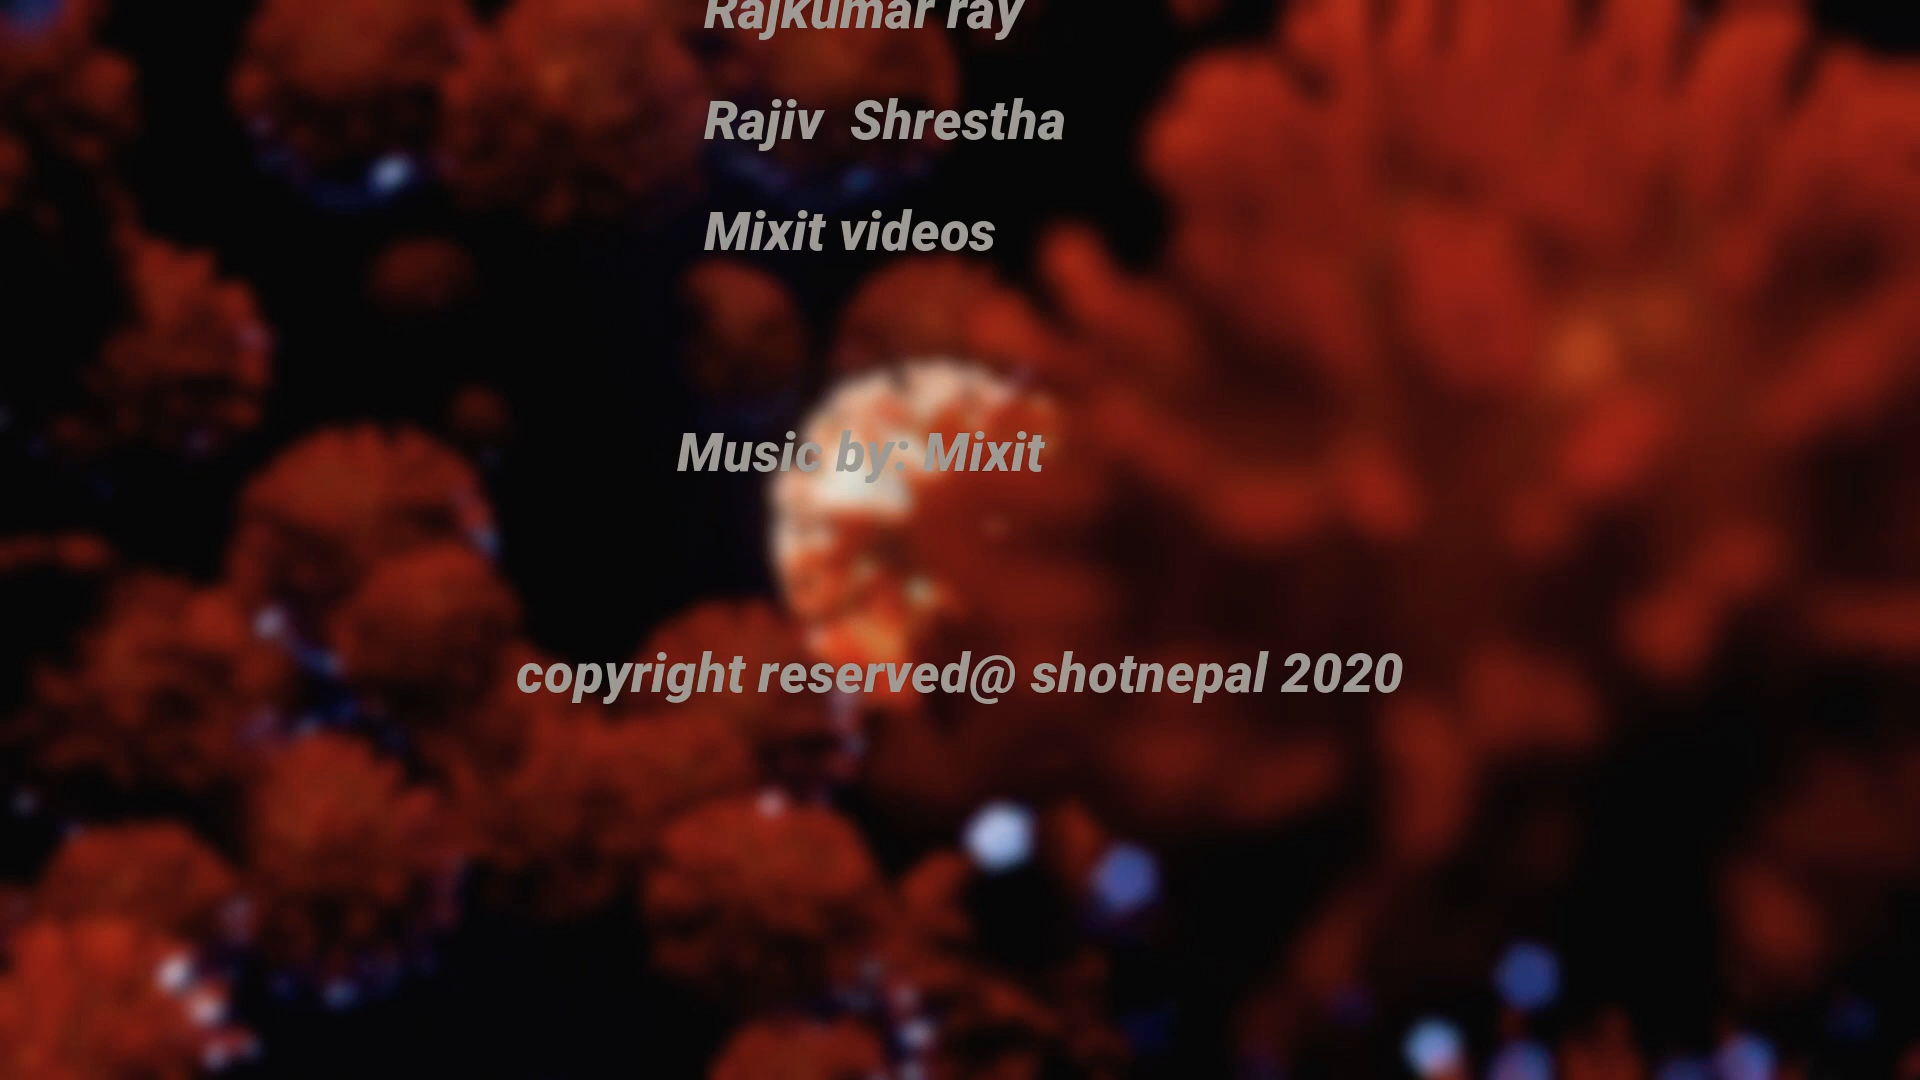 Rajkumar ray
Rajiv Shrestha
Mixit videos
Music by: Mixit
copyright reserved@ shotnepal 2020